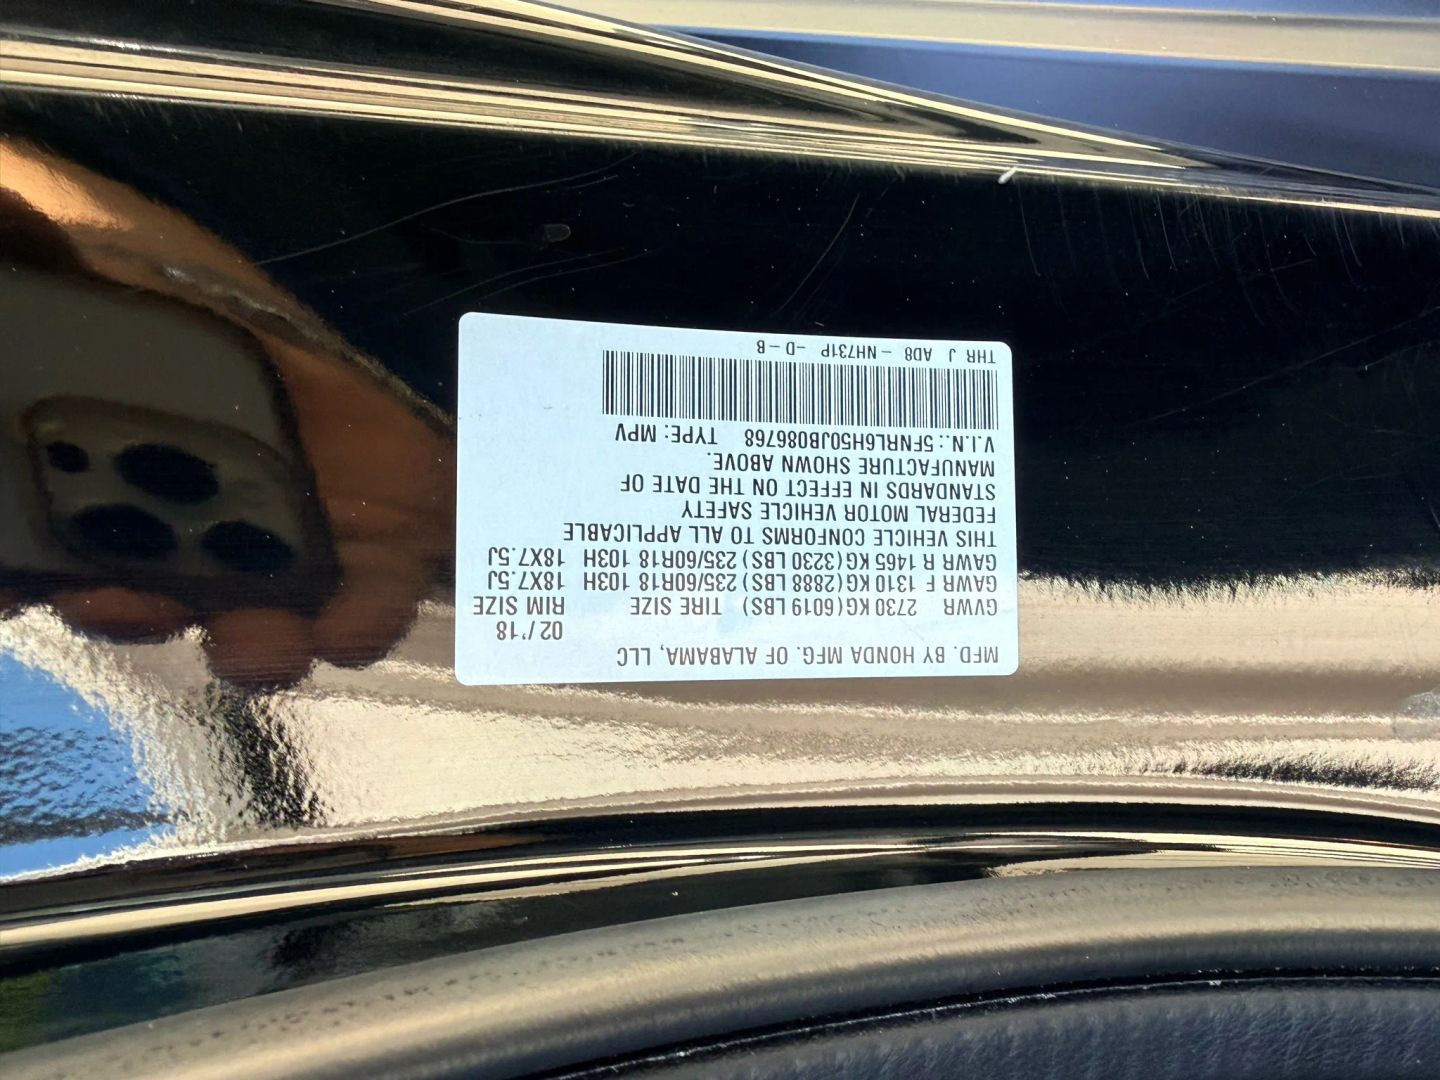 MFD. BY HONDA MFG. OF ALABAMA, LLC
02/'18
GVWR 2730 KG(6019 LBS) TIRE SIZE RIM SIZE
GAWR F 1310 KG(2888 LBS) 235/60R18 103H 18X7.5J
GAWR R 1465 KG(3230 LBS) 235/60R18 103H 18X7.5J
THIS VEHICLE CONFORMS TO ALL APPLICABLE
FEDERAL MOTOR VEHICLE SAFETY
STANDARDS IN EFFECT ON THE DATE OF
MANUFACTURE SHOWN ABOVE.
V.I.N.: 5FNRL6H50JB086768 TYPE: MPV
THR J AD8 - NH731P -D-B